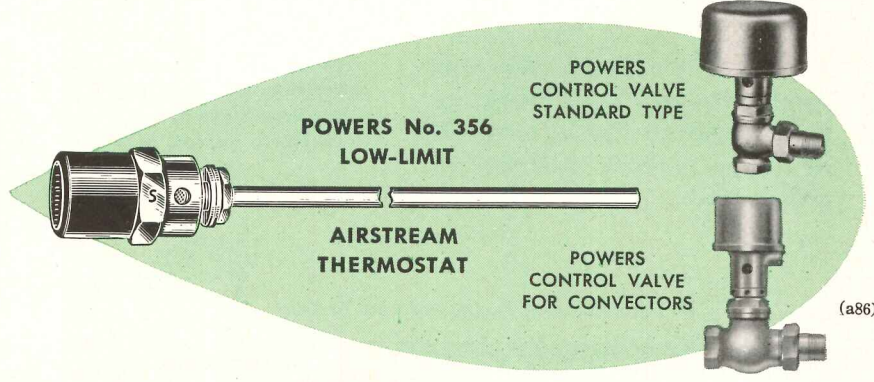 POWERS
CONTROL VALVE
STANDARD TYPE
POWERS No. 356
LOW-LIMIT
AIRSTREAM
THERMOSTAT
S
POWERS
CONTROL VALVE
FOR CONVECTORS
(a86)